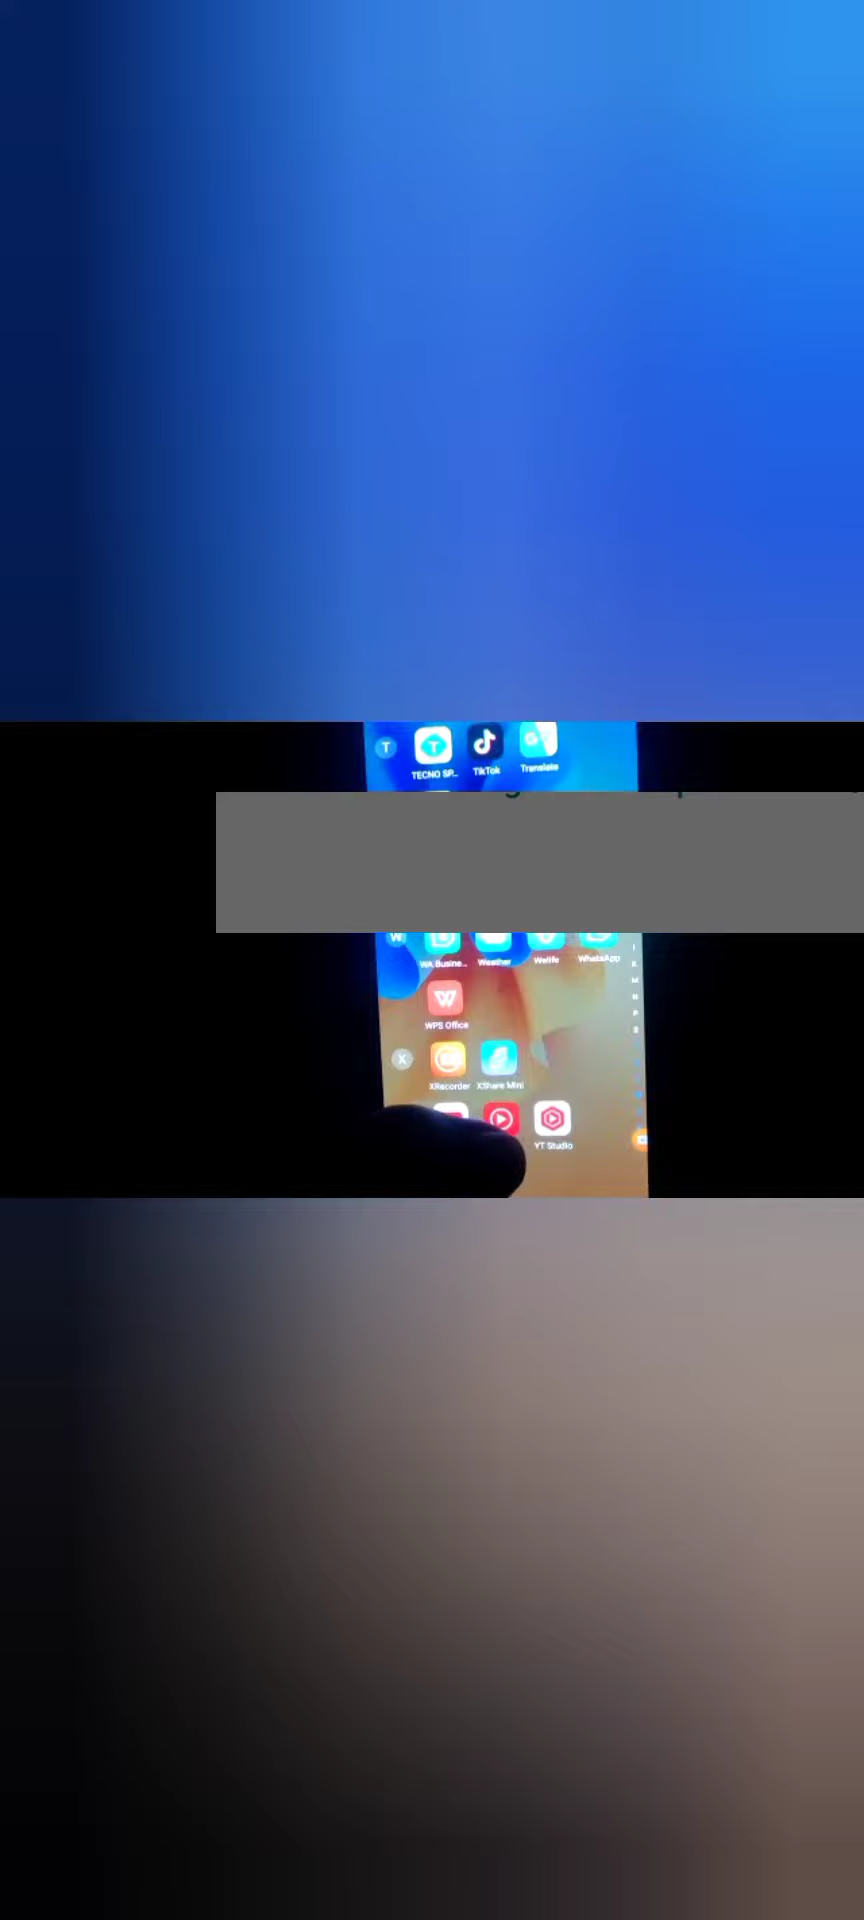 T
TECNO SP... TikTok Translate
W
WA Busine... Weather Welife WhatsApp
WPS Office
X
XRecorder XShare Mini
YT Studio
K
M
N
P
S